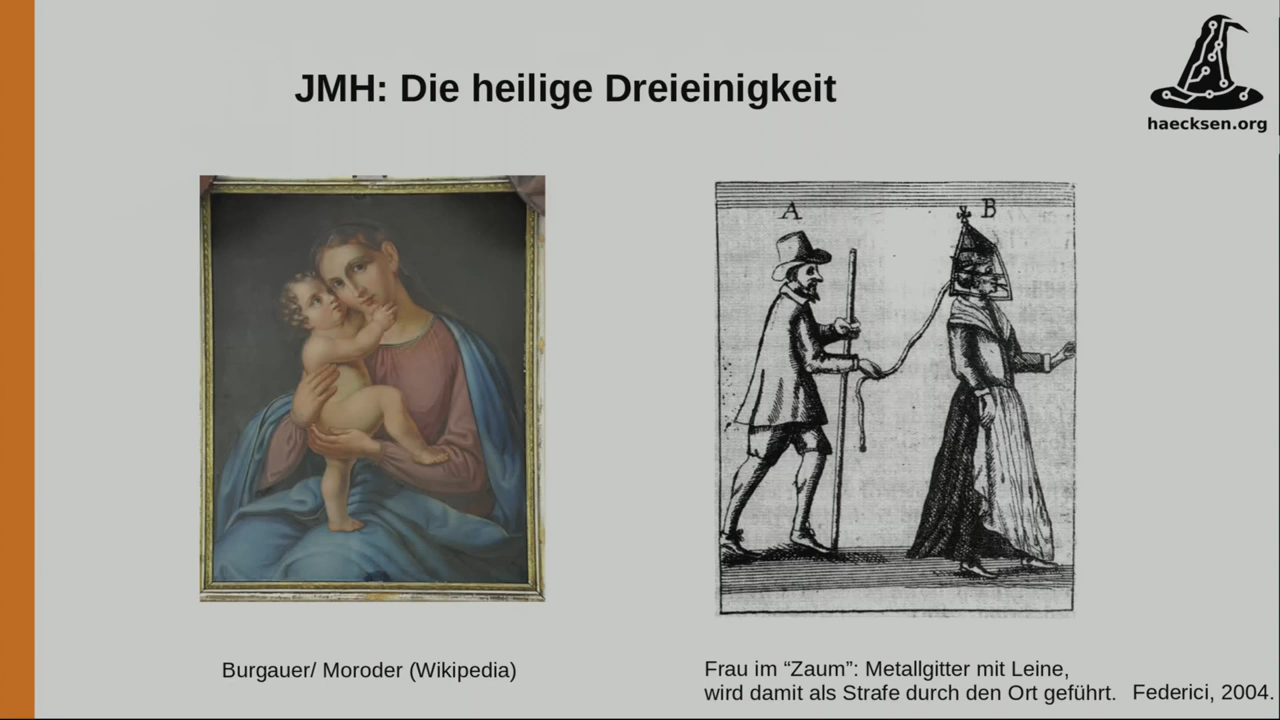 JMH: Die heilige Dreieinigkeit
haecksen.org
A
B
Burgauer/ Moroder (Wikipedia)
Frau im “Zaum”: Metallgitter mit Leine,
wird damit als Strafe durch den Ort geführt.
Federici, 2004.